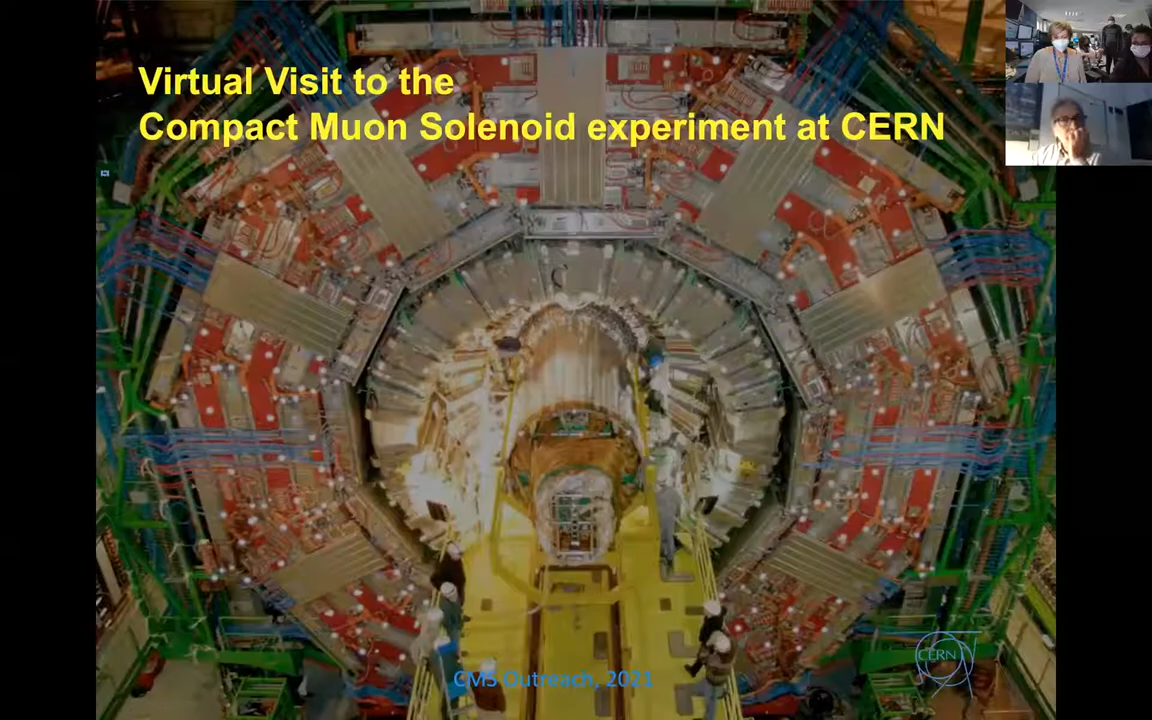 Virtual Visit to the
Compact Muon Solenoid experiment at CERN
CERN
CMS Outreach, 2021